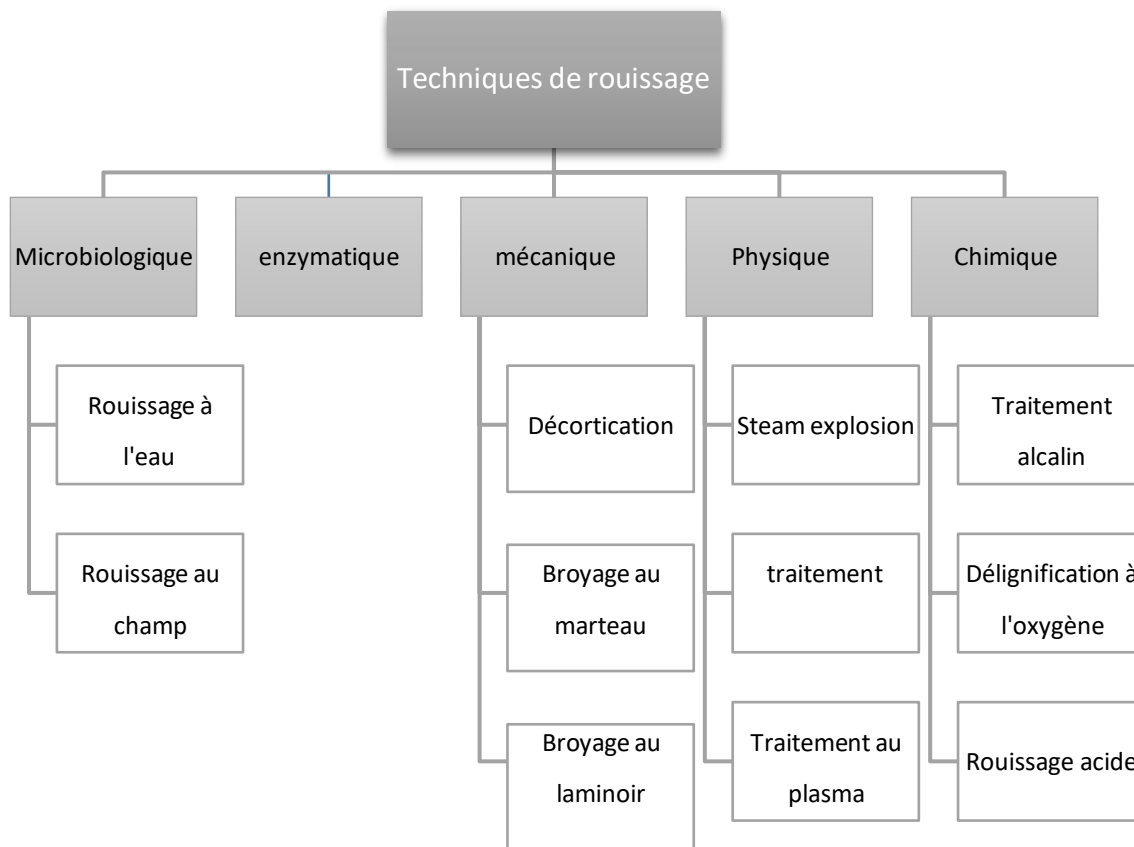 Techniques de rouissage
Microbiologique
enzymatique
mécanique
Physique
Chimique
Rouissage à
l'eau
Rouissage au
champ
Décortication
Broyage au
marteau
Broyage au
laminoir
Steam explosion
traitement
Traitement au
plasma
Traitement
alcalin
Délignification à
l'oxygène
Rouissage acide